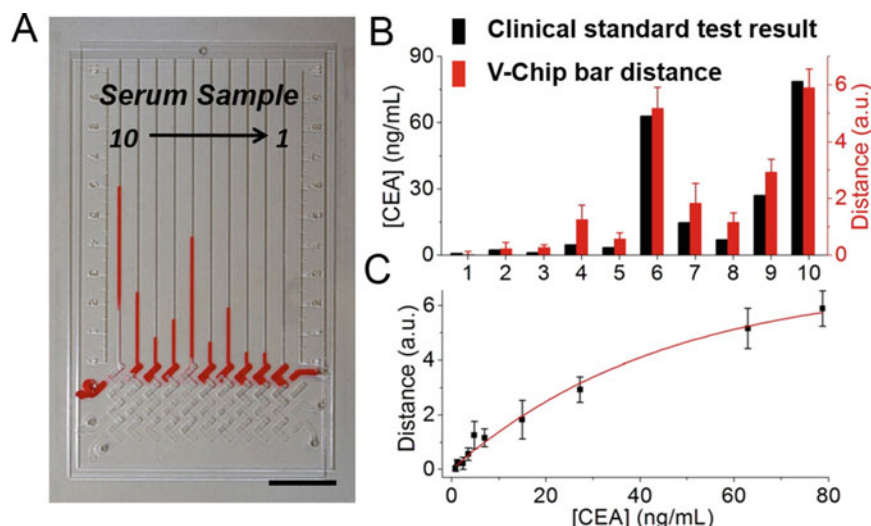 A
Serum Sample
10 1
B
Clinical standard test result
V-Chip bar distance
[CEA] (ng/mL)
90
60
30
0
Distance (a.u.)
6
4
2
0
1 2 3 4 5 6 7 8 9 10
C
Distance (a.u.)
6
4
2
0
0 20 40 60 80
[CEA] (ng/mL)